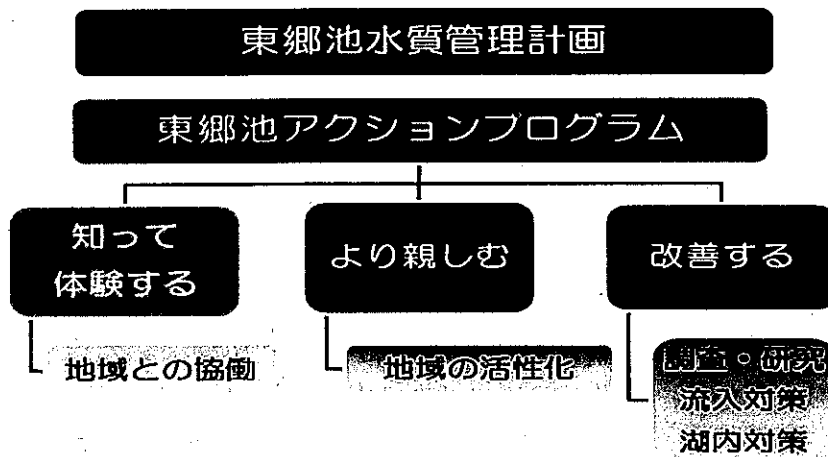 東郷池水質管理計画
東郷池アクションプログラム
知って
体験する
より親しむ
改善する
地域との協働
地域の活性化
調査・研究
流入対策
湖内対策